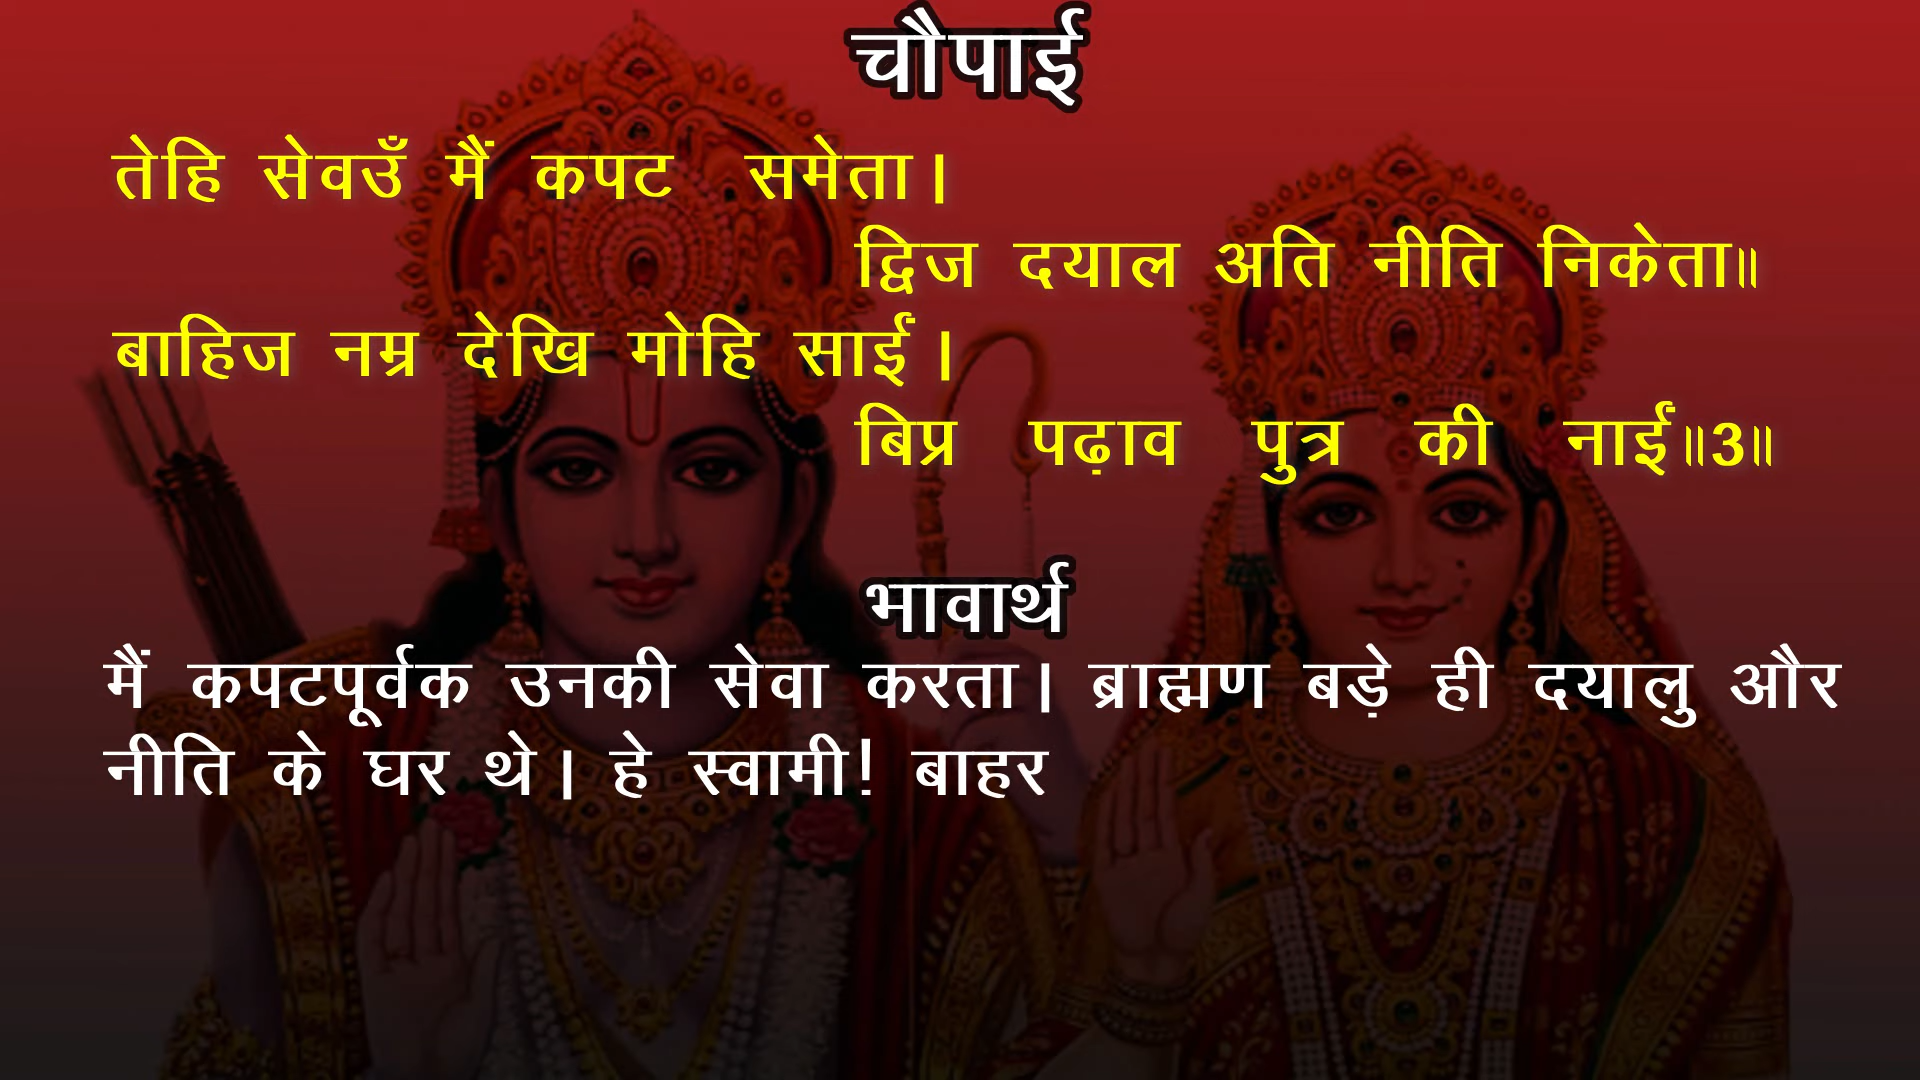 चौपाई
तेहि सेवउँ मैं कपट समेता।
द्विज दयाल अति नीति निकेता॥
बाहिज नम्र देखि मोहि साईं।
बिप्र पढ़ाव पुत्र की नाईं॥3॥
भावार्थ
मैं कपटपूर्वक उनकी सेवा करता। ब्राह्मण बड़े ही दयालु और
नीति के घर थे। हे स्वामी! बाहर